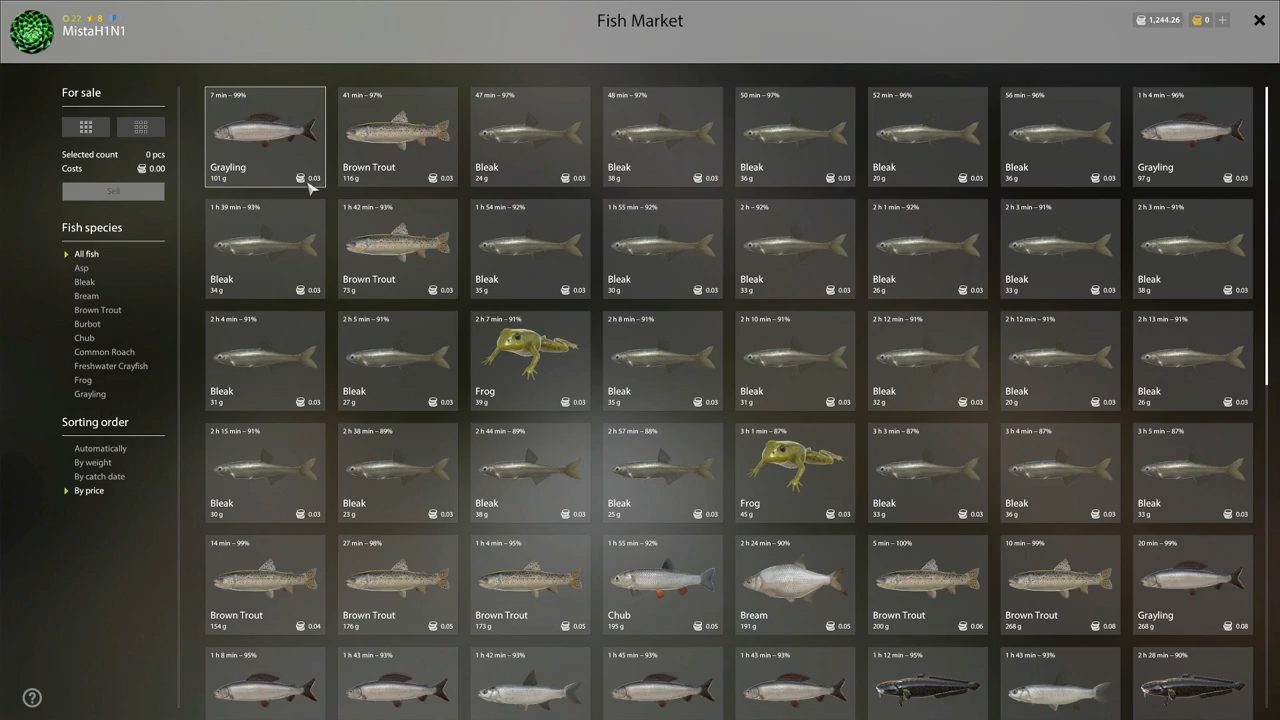 22 8
MistaH1N1
Fish Market
1,244.26 0
For sale
Selected count 0 pcs
Costs 0.00
Sell
Fish species
All fish
Asp
Bleak
Bream
Brown Trout
Burbot
Chub
Common Roach
Freshwater Crayfish
Frog
Grayling
Sorting order
Automatically
By weight
By catch date
By price
7 min – 99% 41 min – 97% 47 min – 97% 48 min – 97% 50 min – 97% 52 min – 96% 56 min – 96% 1 h 4 min – 96%
Grayling Brown Trout Bleak Bleak Bleak Bleak Bleak Grayling
101 g 0.03 116 g 0.03 24 g 0.03 38 g 0.03 36 g 0.03 20 g 0.03 36 g 0.03 97 g 0.03
1 h 39 min – 93% 1 h 42 min – 93% 1 h 54 min – 92% 1 h 55 min – 92% 2 h – 92% 2 h 1 min – 92% 2 h 3 min – 91% 2 h 3 min – 91%
Bleak Brown Trout Bleak Bleak Bleak Bleak Bleak Bleak
34 g 0.03 73 g 0.03 35 g 0.03 30 g 0.03 33 g 0.03 26 g 0.03 33 g 0.03 38 g 0.03
2 h 4 min – 91% 2 h 5 min – 91% 2 h 7 min – 91% 2 h 8 min – 91% 2 h 10 min – 91% 2 h 12 min – 91% 2 h 12 min – 91% 2 h 13 min – 91%
Bleak Bleak Frog Bleak Bleak Bleak Bleak Bleak
31 g 0.03 27 g 0.03 39 g 0.03 35 g 0.03 31 g 0.03 32 g 0.03 20 g 0.03 26 g 0.03
2 h 15 min – 91% 2 h 38 min – 89% 2 h 44 min – 89% 2 h 57 min – 88% 3 h 1 min – 87% 3 h 3 min – 87% 3 h 4 min – 87% 3 h 5 min – 87%
Bleak Bleak Bleak Bleak Frog Bleak Bleak Bleak
30 g 0.03 23 g 0.03 38 g 0.03 25 g 0.03 45 g 0.03 33 g 0.03 36 g 0.03 33 g 0.03
14 min – 99% 27 min – 98% 1 h 4 min – 95% 1 h 55 min – 92% 2 h 24 min – 90% 5 min – 100% 10 min – 99% 20 min – 99%
Brown Trout Brown Trout Brown Trout Chub Bream Brown Trout Brown Trout Grayling
154 g 0.04 176 g 0.05 173 g 0.05 195 g 0.05 191 g 0.05 200 g 0.06 268 g 0.08 268 g 0.08
1 h 8 min – 95% 1 h 43 min – 93% 1 h 42 min – 93% 1 h 45 min – 93% 1 h 43 min – 93% 1 h 12 min – 95% 1 h 43 min – 93% 2 h 28 min – 90%